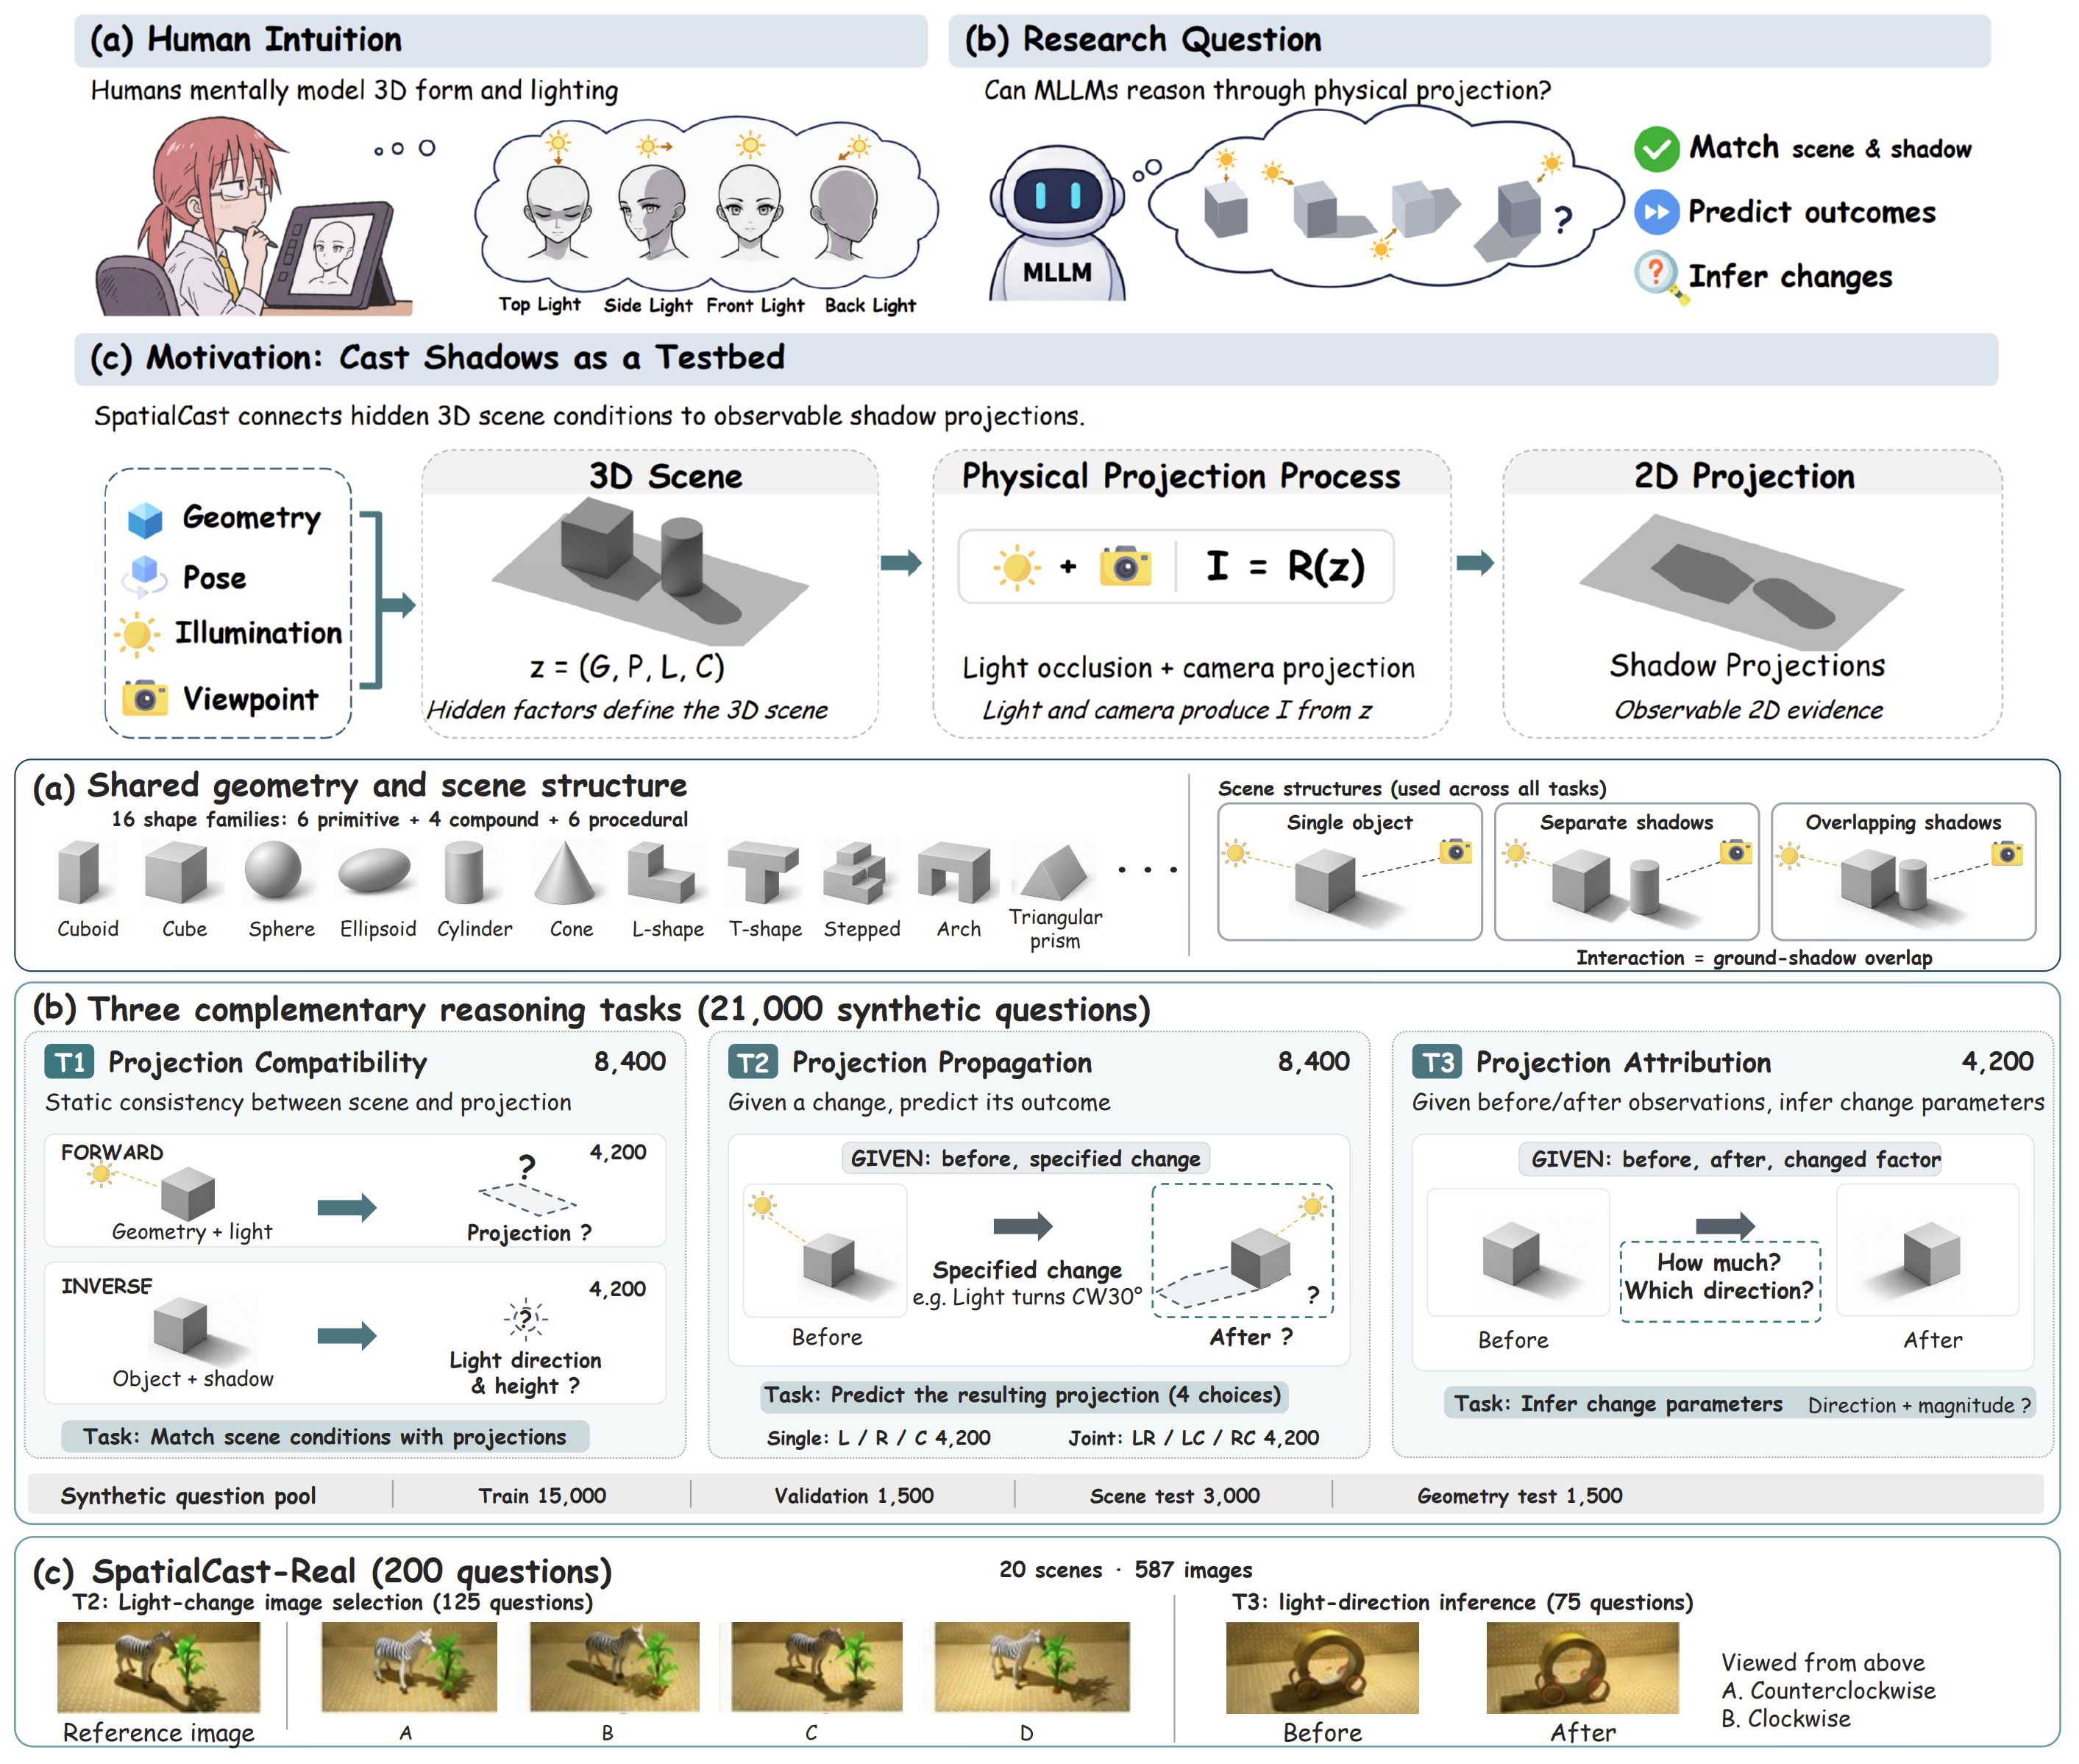 (a) Human Intuition
Humans mentally model 3D form and lighting
Top Light
Side Light
Front Light
Back Light
(b) Research Question
Can MLLMs reason through physical projection?
MLLM
?
Match scene & shadow
Predict outcomes
?
Infer changes
(c) Motivation: Cast Shadows as a Testbed
SpatialCast connects hidden 3D scene conditions to observable shadow projections.
Geometry
Pose
Illumination
Viewpoint
3D Scene
z = (G, P, L, C)
Hidden factors define the 3D scene
Physical Projection Process
+ I = R(z)
Light occlusion + camera projection
Light and camera produce I from z
2D Projection
Shadow Projections
Observable 2D evidence
(a) Shared geometry and scene structure
16 shape families: 6 primitive + 4 compound + 6 procedural
Cuboid
Cube
Sphere
Ellipsoid
Cylinder
Cone
L-shape
T-shape
Stepped
Arch
Triangular
prism
. . .
Scene structures (used across all tasks)
Single object
Separate shadows
Overlapping shadows
Interaction = ground-shadow overlap
(b) Three complementary reasoning tasks (21,000 synthetic questions)
T1 Projection Compatibility 8,400
Static consistency between scene and projection
FORWARD
4,200
?
Geometry + light
Projection ?
INVERSE
4,200
?
Object + shadow
Light direction
& height ?
Task: Match scene conditions with projections
T2 Projection Propagation 8,400
Given a change, predict its outcome
GIVEN: before, specified change
Specified change
e.g. Light turns CW30°
?
Before
After ?
Task: Predict the resulting projection (4 choices)
Single: L / R / C 4,200
Joint: LR / LC / RC 4,200
T3 Projection Attribution 4,200
Given before/after observations, infer change parameters
GIVEN: before, after, changed factor
How much?
Which direction?
Before
After
Task: Infer change parameters Direction + magnitude ?
Synthetic question pool
Train 15,000
Validation 1,500
Scene test 3,000
Geometry test 1,500
(c) SpatialCast-Real (200 questions)
20 scenes · 587 images
T2: Light-change image selection (125 questions)
Reference image
A
B
C
D
T3: light-direction inference (75 questions)
Before
After
Viewed from above
A. Counterclockwise
B. Clockwise